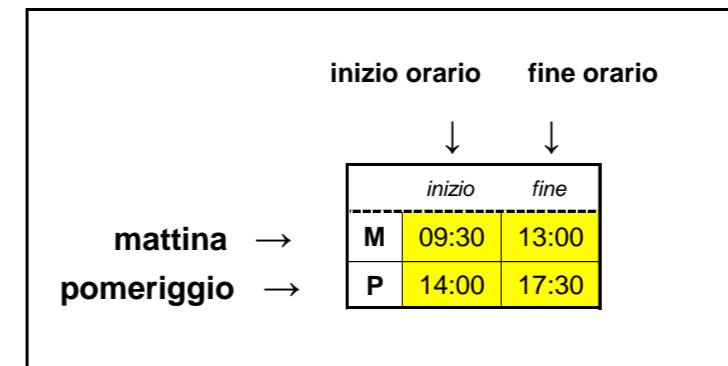 inizio orario fine orario
↓ ↓
inizio fine
mattina → M 09:30 13:00
pomeriggio → P 14:00 17:30